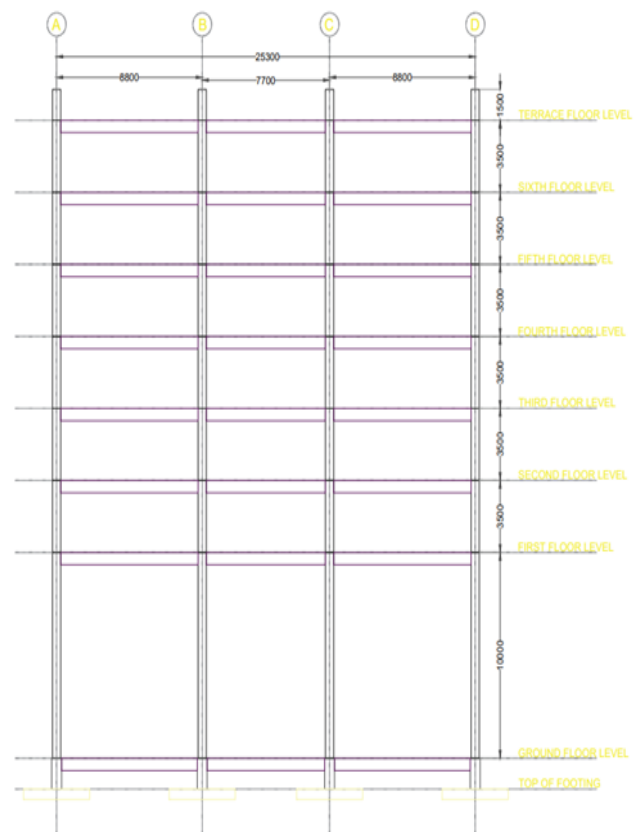 A B C D
25300
8800 7700 8800
1500
TERRACE FLOOR LEVEL
3500
SIXTH FLOOR LEVEL
3500
FIFTH FLOOR LEVEL
3500
FOURTH FLOOR LEVEL
3500
THIRD FLOOR LEVEL
3500
SECOND FLOOR LEVEL
3500
FIRST FLOOR LEVEL
10000
GROUND FLOOR LEVEL
TOP OF FOOTING